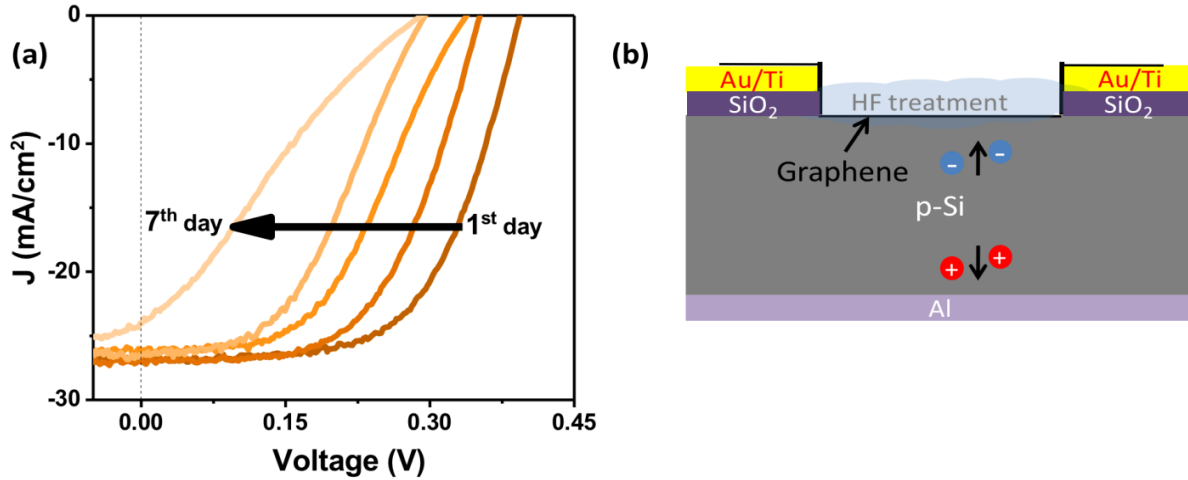 (a)
0
-10
-20
-30
J (mA/cm²)
7th day
1st day
0.00
0.15
0.30
0.45
Voltage (V)
(b)
Au/Ti
Au/Ti
SiO₂
HF treatment
SiO₂
Graphene
- -
p-Si
+ +
Al